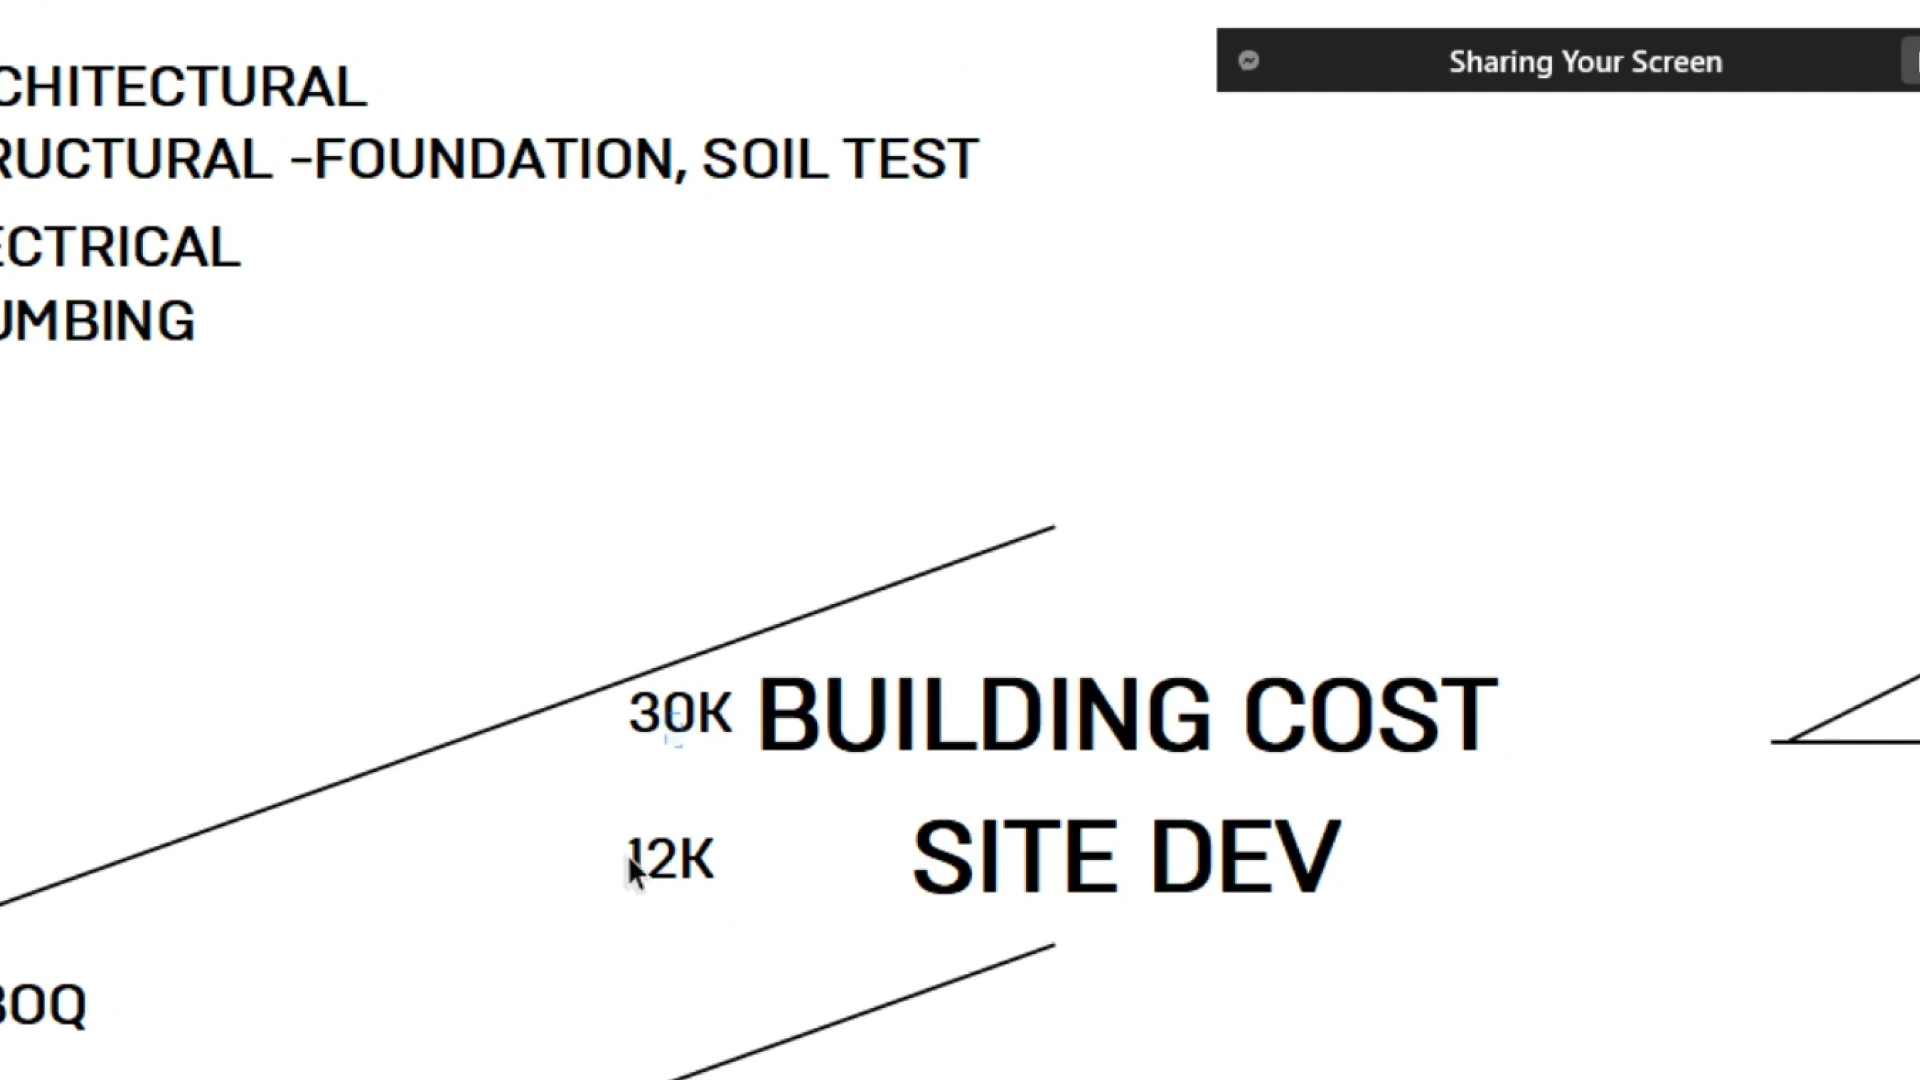 CHITECTURAL
Sharing Your Screen
RUCTURAL -FOUNDATION, SOIL TEST
ECTRICAL
UMBING
30K BUILDING COST
12K SITE DEV
BOQ